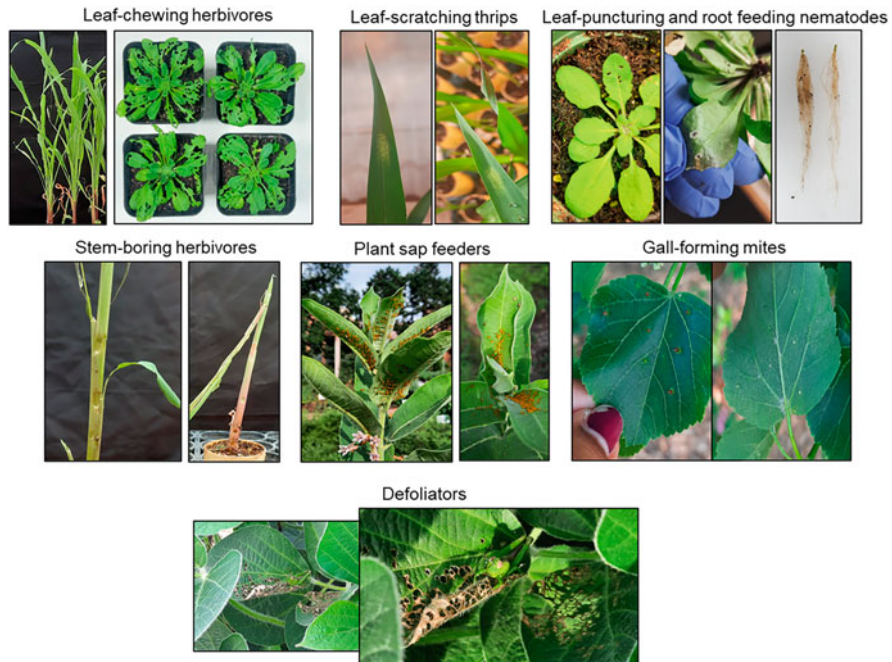 Leaf-chewing herbivores
Leaf-scratching thrips
Leaf-puncturing and root feeding nematodes
Stem-boring herbivores
Plant sap feeders
Gall-forming mites
Defoliators